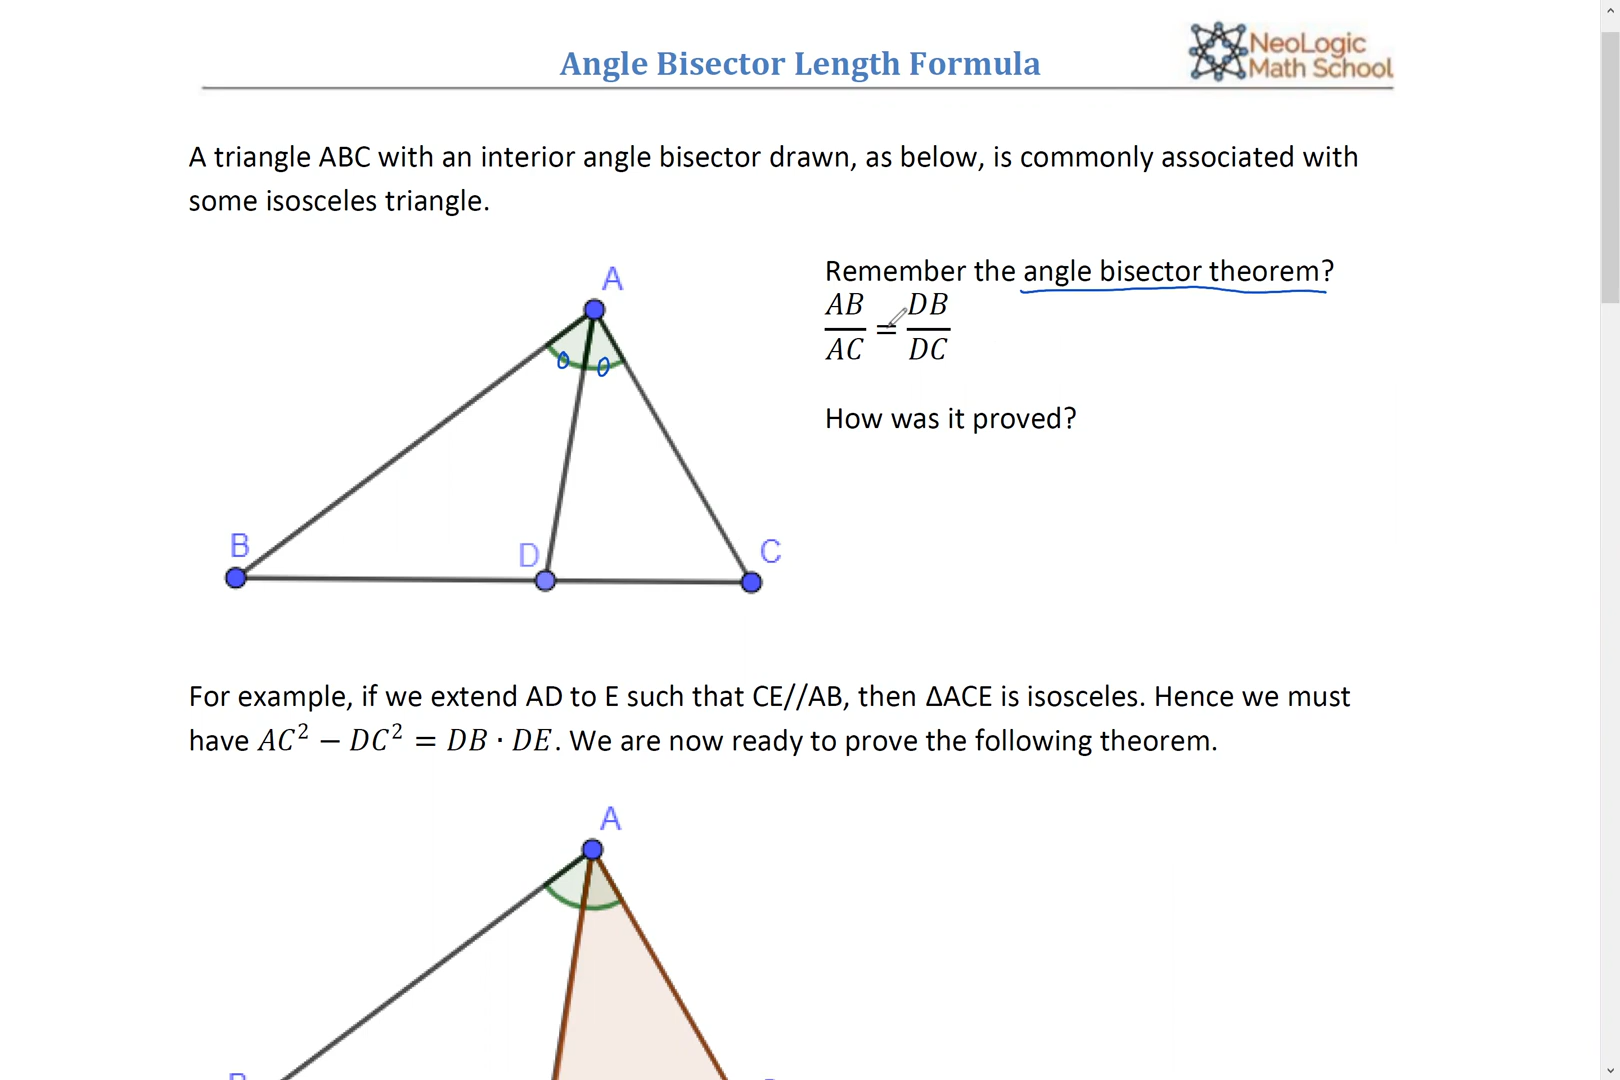 NeoLogic
Math School
Angle Bisector Length Formula
A triangle ABC with an interior angle bisector drawn, as below, is commonly associated with
some isosceles triangle.
A
B
D
C
Remember the angle bisector theorem?
AB/AC = DB/DC
How was it proved?
For example, if we extend AD to E such that CE//AB, then ΔACE is isosceles. Hence we must
have AC² − DC² = DB · DE. We are now ready to prove the following theorem.
A